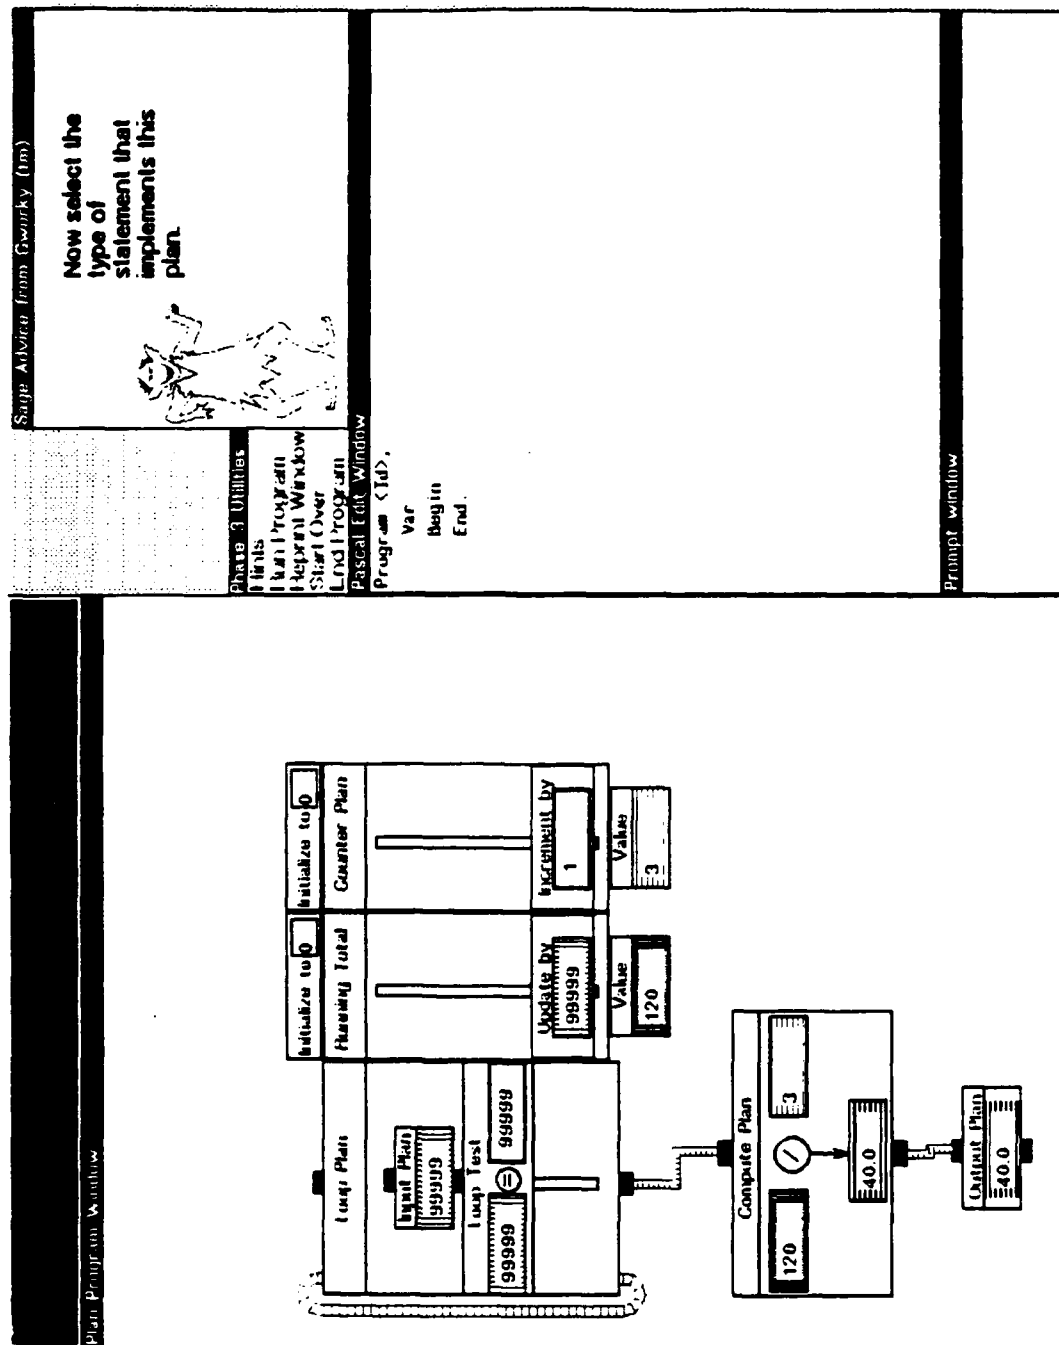 Plan Program Window
Initialize to 0
Initialize to 0
Loop Plan
Running Total
Counter Plan
Input Plan
99999
Loop Test
99999 = 99999
Update by
99999
Increment by
1
Value
120
Value
3
Compute Plan
120 / 3
40.0
Output Plan
40.0
Sage Advice from Gworky (tm)
Now select the
type of
statement that
implements this
plan.
Phase 3 Utilities
Hints
Run Program
Reprint Window
Start Over
End Program
Pascal Edit Window
Program <Id>,
Var
Begin
End.
Prompt window